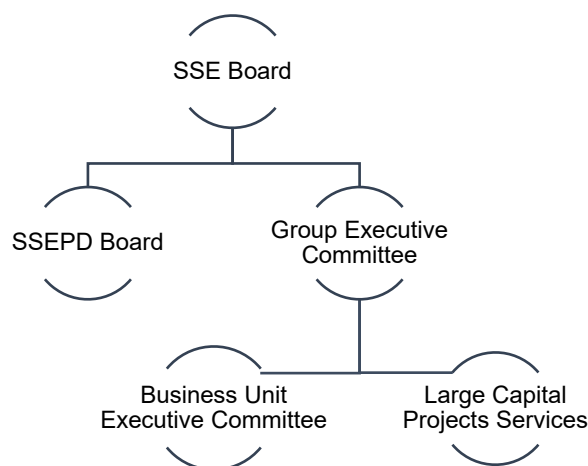 SSE Board
SSEPD Board
Group Executive
Committee
Business Unit
Executive Committee
Large Capital
Projects Services